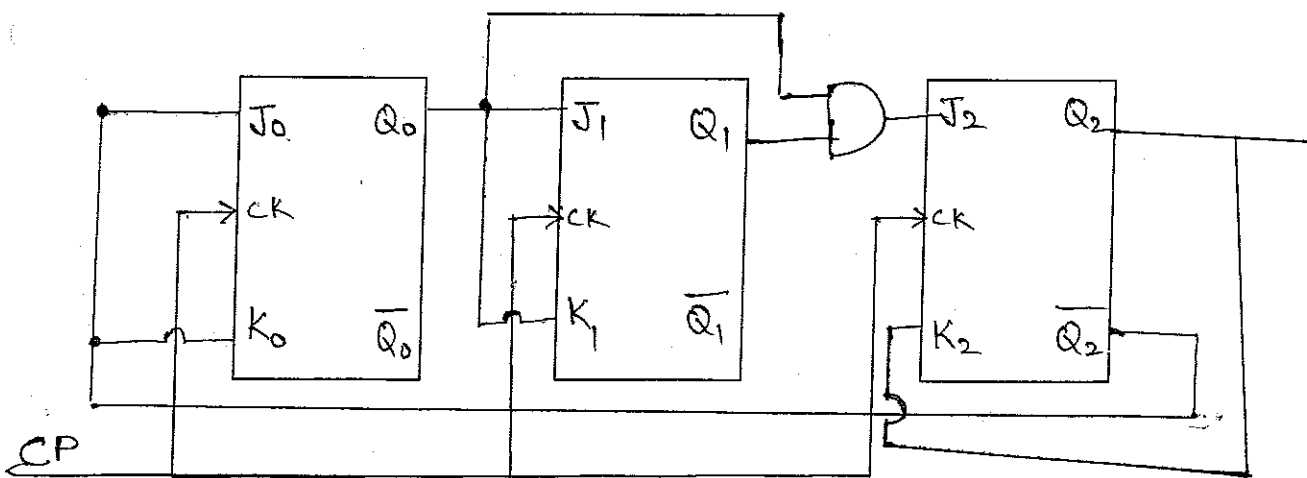 J0 Q0 J1 Q1 J2 Q2
CK CK CK
K0 Q̅0 K1 Q̅1 K2 Q̅2
CP